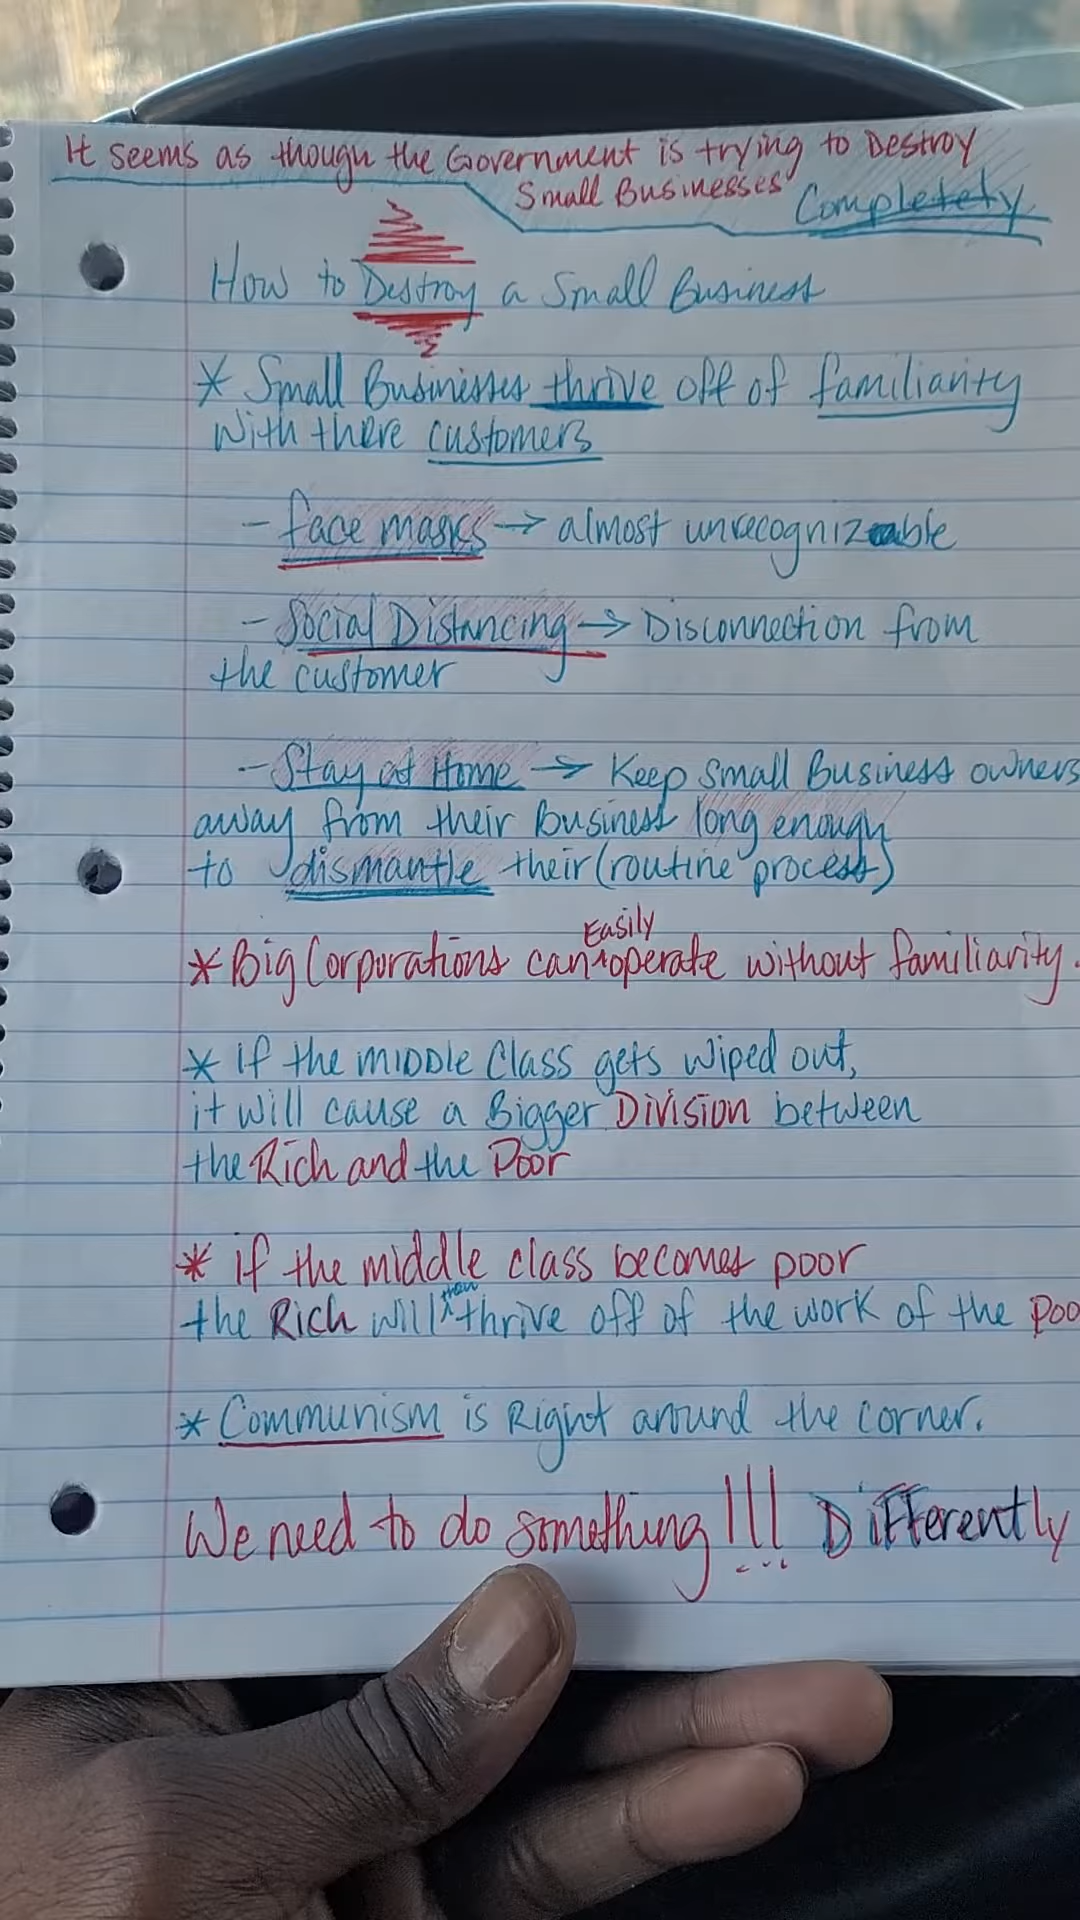 It seems as though the Government is trying to Destroy
Small Businesses Completely
How to Destroy a Small Business
* Small Businesses thrive off of familiarity
with there customers
- face masks → almost unrecognizable
- Social Distancing → Disconnection from
the customer
- Stay at Home → Keep Small Business owners
away from their Business long enough
to dismantle their (routine process)
Easily
* Big Corporations can operate without familiarity.
* if the middle Class gets wiped out,
it will cause a Bigger Division between
the Rich and the Poor
* if the middle class becomes poor
then
the Rich will thrive off of the work of the Poo
* Communism is Right around the corner.
We need to do something!!! Differently